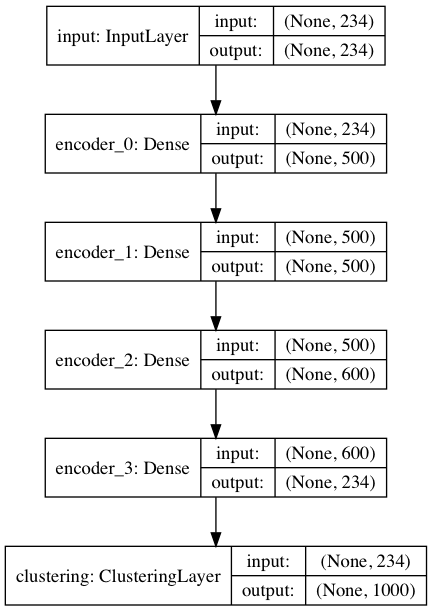 input: InputLayer
input: (None, 234)
output: (None, 234)
encoder_0: Dense
input: (None, 234)
output: (None, 500)
encoder_1: Dense
input: (None, 500)
output: (None, 500)
encoder_2: Dense
input: (None, 500)
output: (None, 600)
encoder_3: Dense
input: (None, 600)
output: (None, 234)
clustering: ClusteringLayer
input: (None, 234)
output: (None, 1000)